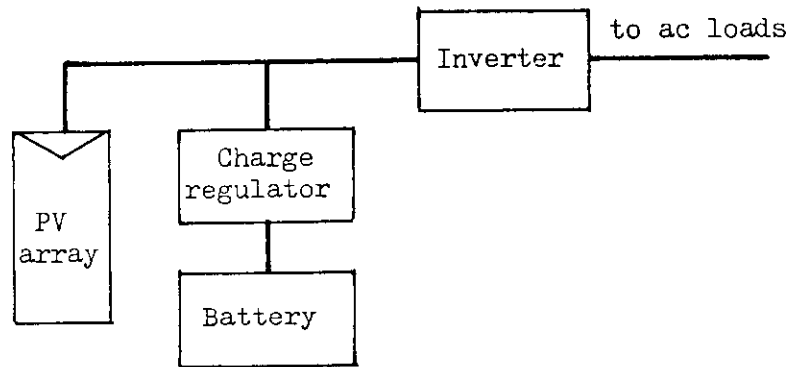 to ac loads
Inverter
Charge
regulator
PV
array
Battery